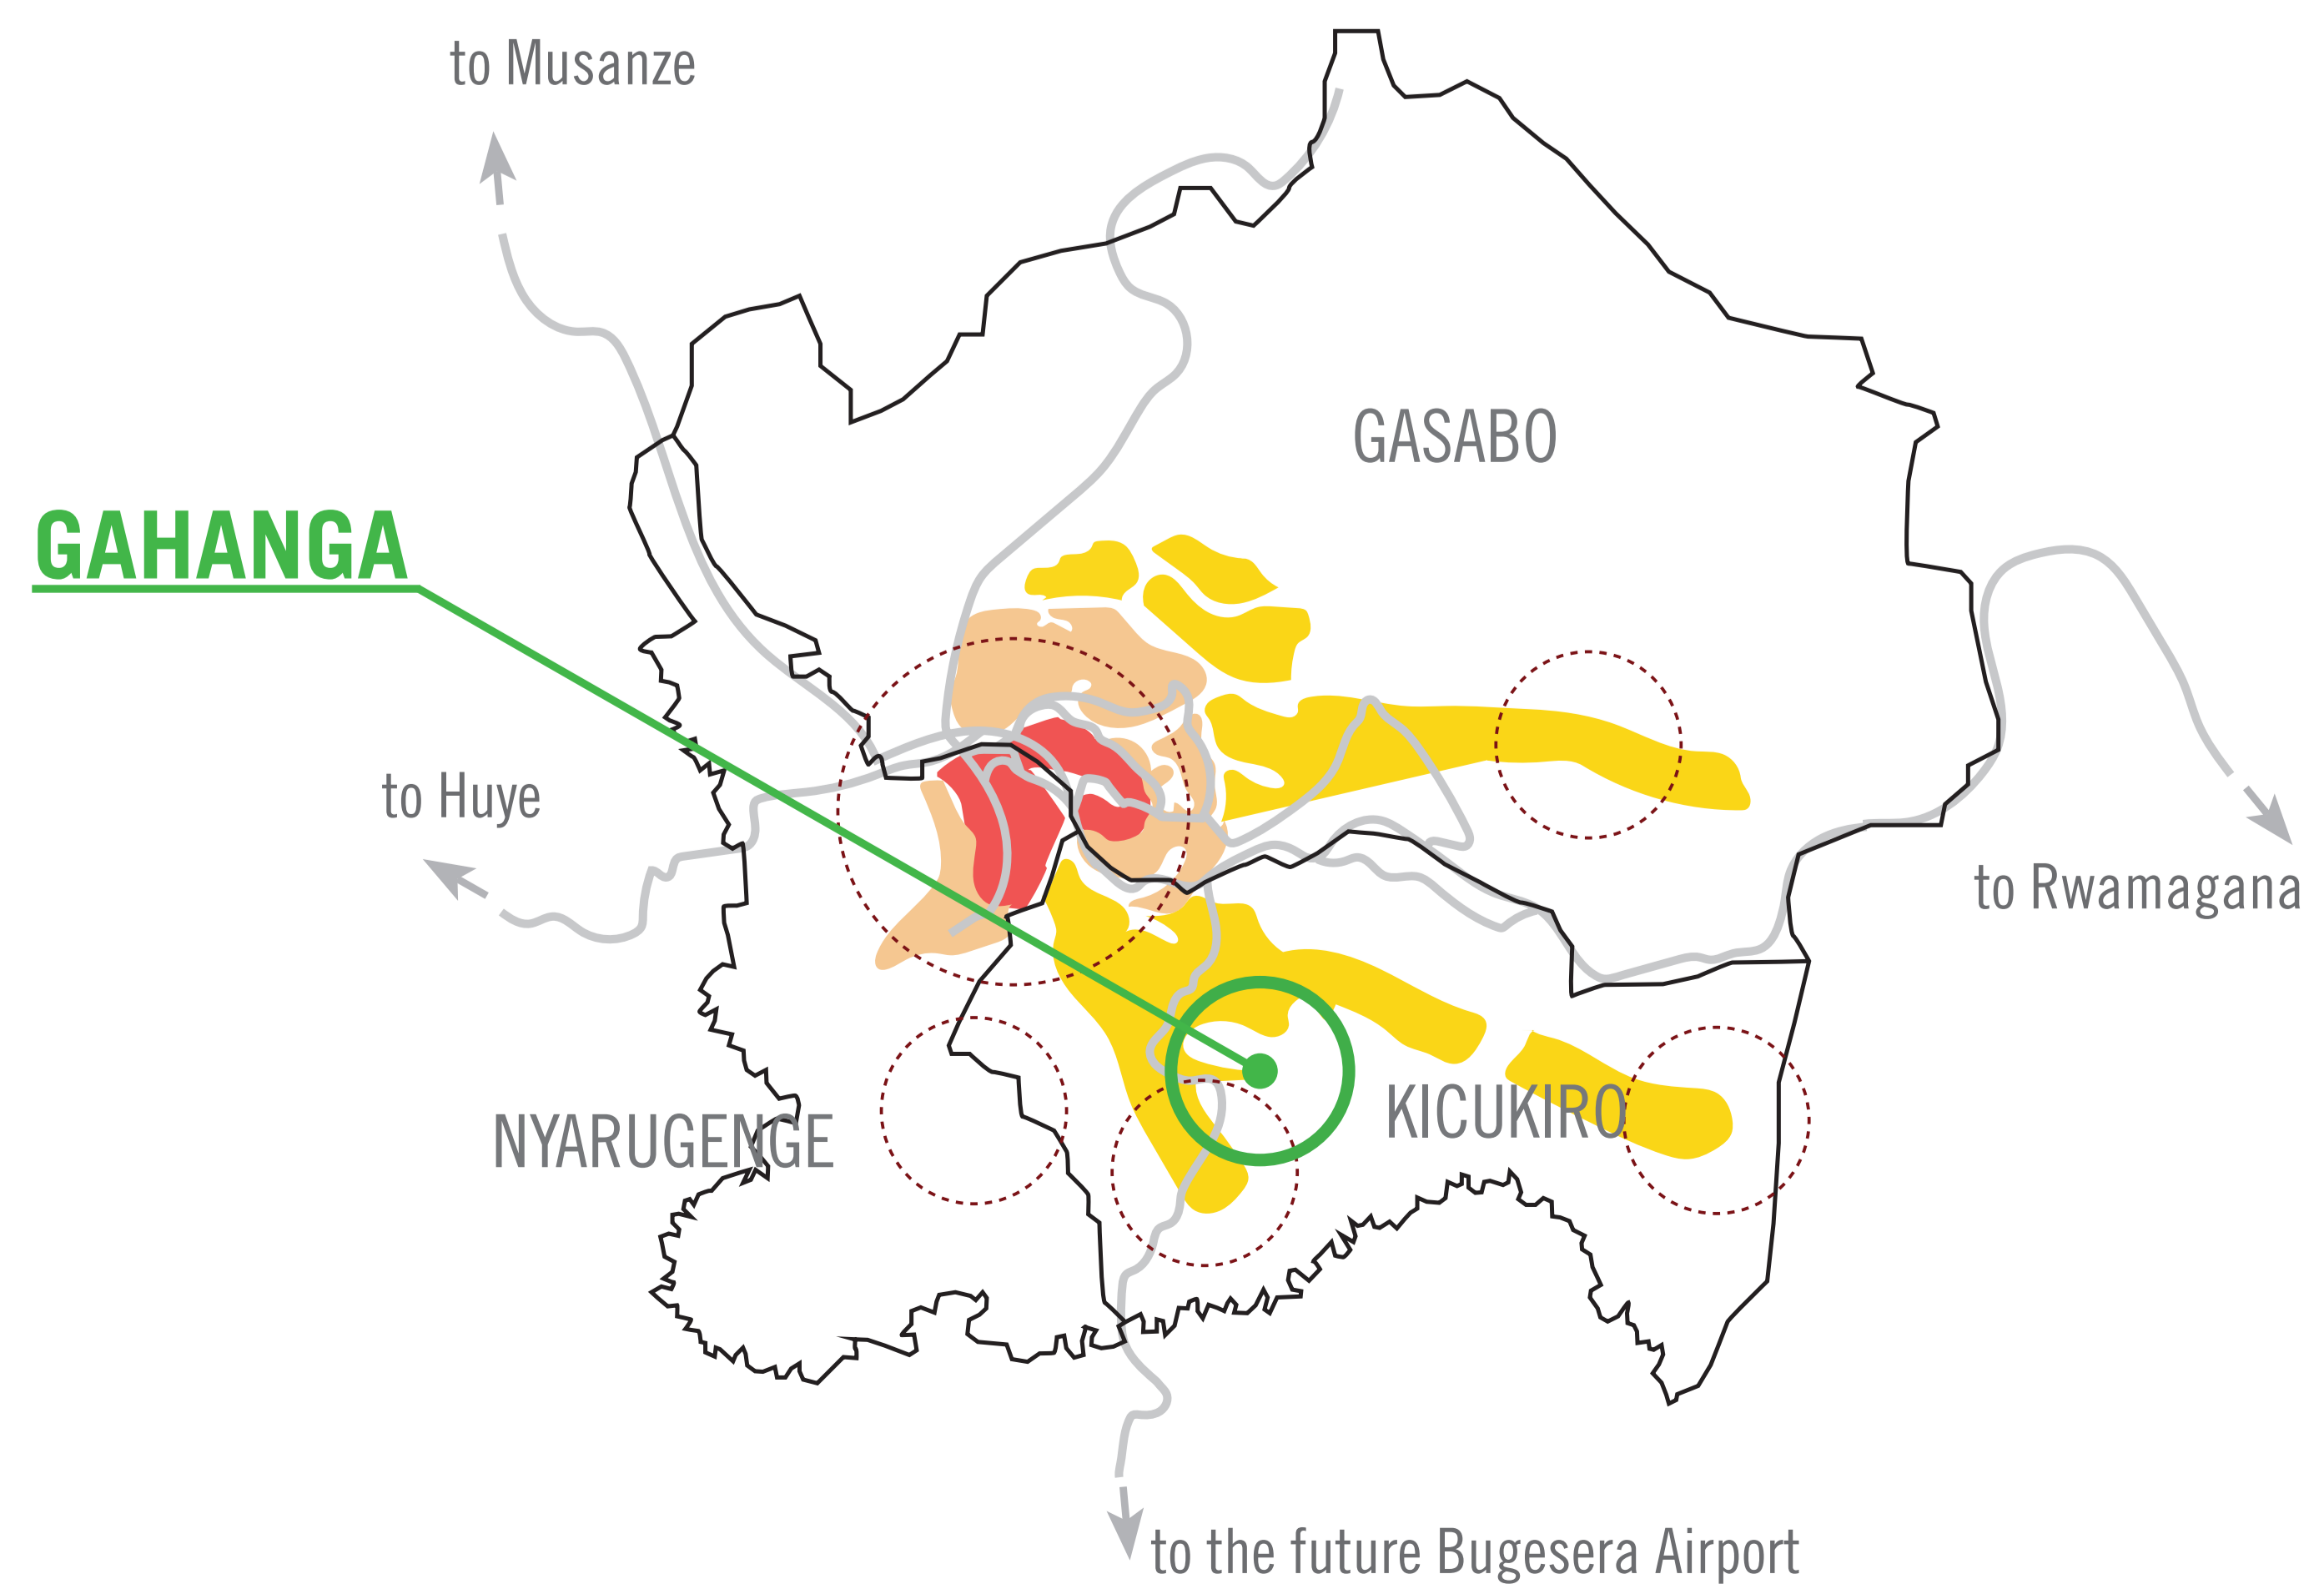 to Musanze
GASABO
GAHANGA
to Huye
to Rwamagana
NYARUGENGE
KICUKIRO
to the future Bugesera Airport